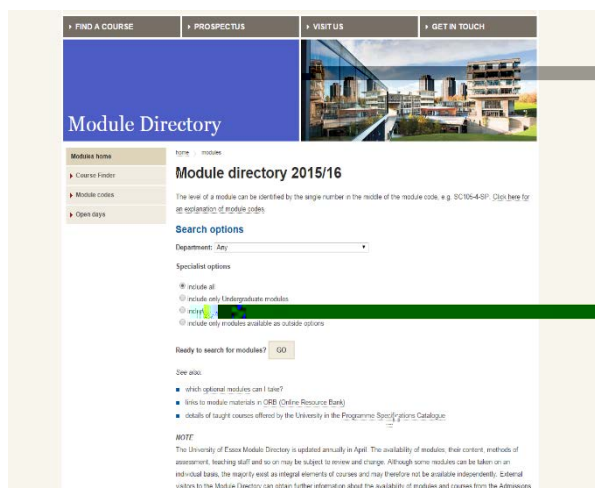 FIND A COURSE
PROSPECTUS
VISIT US
GET IN TOUCH
Module Directory
Modules home
Course Finder
Module codes
Open days
home modules
Module directory 2015/16
The level of a module can be identified by the single number in the middle of the module code, e.g. SC105-4-SP. Click here for
an explanation of module codes.
Search options
Department: Any
Specialist options
include all
include only Undergraduate modules
include only modules available as outside options
Ready to search for modules? GO
See also:
which optional modules can I take?
links to module materials in ORB (Online Resource Bank)
details of taught courses offered by the University in the Programme Specifications Catalogue
NOTE
The University of Essex Module Directory is updated annually in April. The availability of modules, their content, methods of
assessment, teaching staff and so on may be subject to review and change. Although some modules can be taken on an
individual basis, the majority exist as integral elements of courses and may therefore not be available independently. External
visitors to the Module Directory can obtain further information about the availability of modules and courses from the Admissions